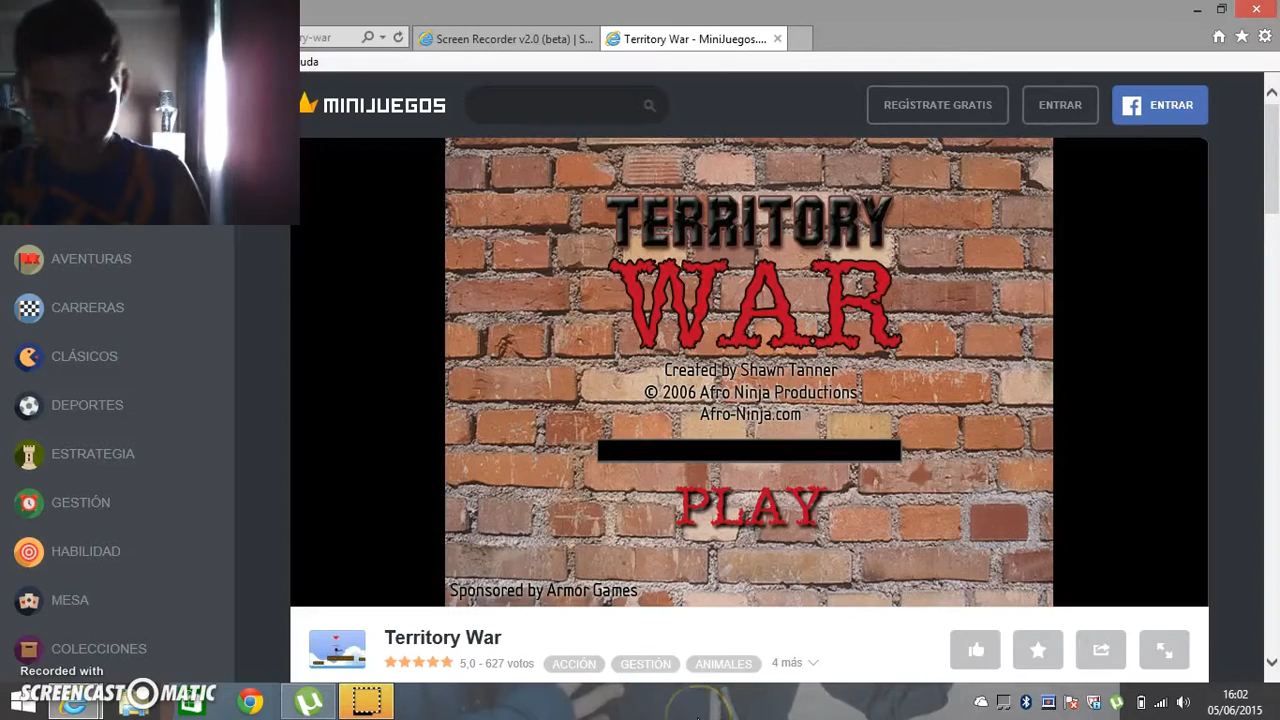 ry-war
Screen Recorder v2.0 (beta) | S...
Territory War - MiniJuegos....
uda
MINIJUEGOS
REGÍSTRATE GRATIS
ENTRAR
ENTRAR
TERRITORY
WAR
Created by Shawn Tanner
© 2006 Afro Ninja Productions
Afro-Ninja.com
PLAY
Sponsored by Armor Games
AVENTURAS
CARRERAS
CLÁSICOS
DEPORTES
ESTRATEGIA
GESTIÓN
HABILIDAD
MESA
COLECCIONES
Territory War
5,0 - 627 votos
ACCIÓN
GESTIÓN
ANIMALES
4 más
Recorded with
SCREENCAST-O-MATIC
16:02
05/06/2015